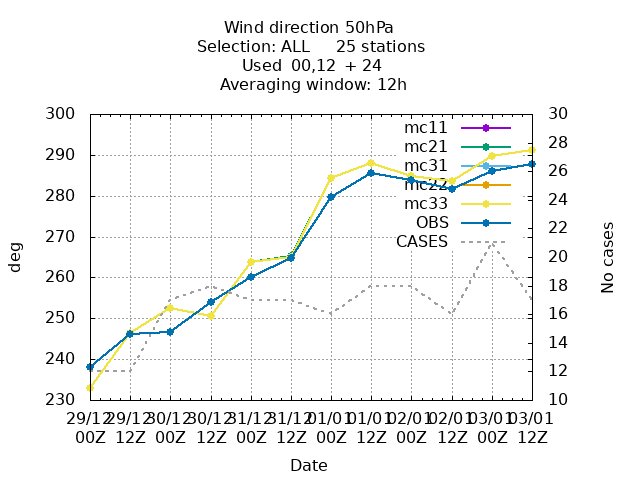 Wind direction 50hPa
Selection: ALL 25 stations
Used 00,12 + 24
Averaging window: 12h
300 30
mc11
28
mc21
290
mc31 26
mc22
280 24
mc33
OBS 22
270 CASES
20
260
18
250 16
14
240
12
230 10
deg
No cases
29/12 29/12 30/12 30/12 31/12 31/12 01/01 01/01 02/01 02/01 03/01 03/01
00Z 12Z 00Z 12Z 00Z 12Z 00Z 12Z 00Z 12Z 00Z 12Z
Date